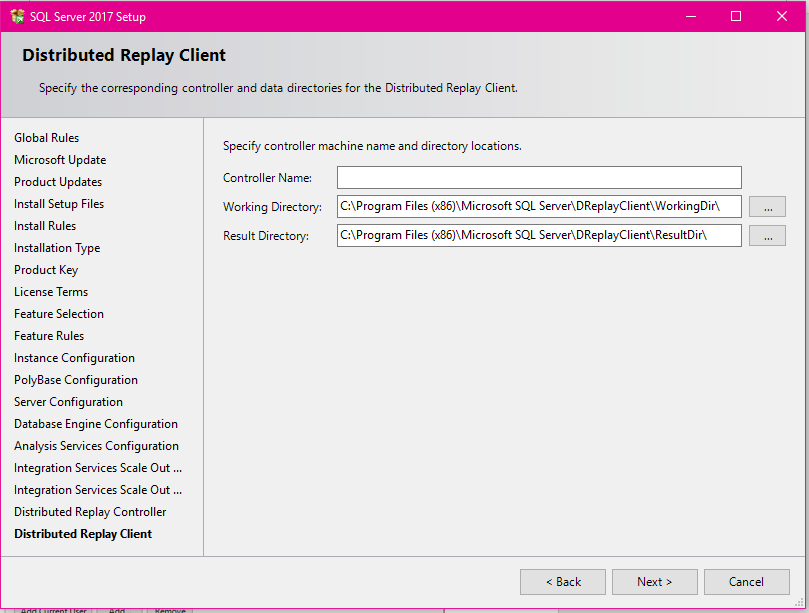 SQL Server 2017 Setup
Distributed Replay Client
Specify the corresponding controller and data directories for the Distributed Replay Client.
Global Rules
Microsoft Update
Product Updates
Install Setup Files
Install Rules
Installation Type
Product Key
License Terms
Feature Selection
Feature Rules
Instance Configuration
PolyBase Configuration
Server Configuration
Database Engine Configuration
Analysis Services Configuration
Integration Services Scale Out ...
Integration Services Scale Out ...
Distributed Replay Controller
Distributed Replay Client
Specify controller machine name and directory locations.
Controller Name:
Working Directory: C:\Program Files (x86)\Microsoft SQL Server\DReplayClient\WorkingDir\ ...
Result Directory: C:\Program Files (x86)\Microsoft SQL Server\DReplayClient\ResultDir\ ...
< Back Next > Cancel
Add Current User Add Remove